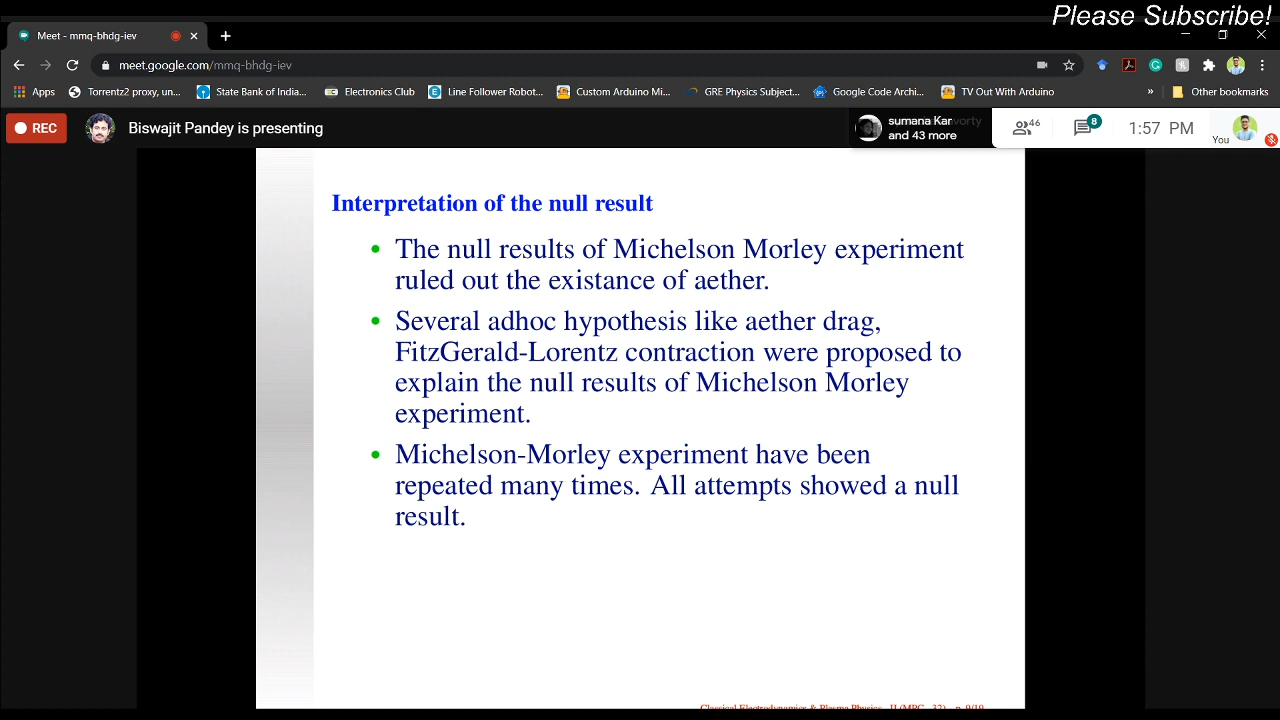 Please Subscribe!
Meet - mmq-bhdg-iev
meet.google.com/mmq-bhdg-iev
Apps Torrentz2 proxy, un... State Bank of India... Electronics Club Line Follower Robot... Custom Arduino Mi... GRE Physics Subject... Google Code Archi... TV Out With Arduino » Other bookmarks
REC Biswajit Pandey is presenting
sumana Kar
and 43 more
46 8 1:57 PM You
Interpretation of the null result
• The null results of Michelson Morley experiment
ruled out the existance of aether.
• Several adhoc hypothesis like aether drag,
FitzGerald-Lorentz contraction were proposed to
explain the null results of Michelson Morley
experiment.
• Michelson-Morley experiment have been
repeated many times. All attempts showed a null
result.
Classical Electrodynamics & Plasma Physics